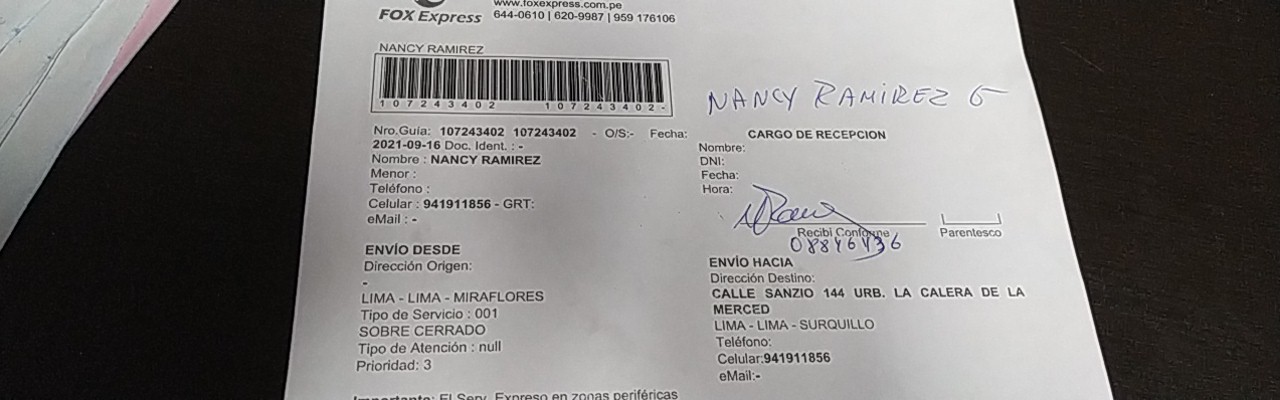 www.foxexpress.com.pe
FOX Express 644-0610 | 620-9987 | 959 176106
NANCY RAMIREZ
107243402 107243402-
NANCY RAMIREZ G
Nro.Guía: 107243402 107243402 - O/S:- Fecha:
2021-09-16 Doc. Ident. : -
Nombre : NANCY RAMIREZ
Menor :
Teléfono :
Celular : 941911856 - GRT:
eMail : -
CARGO DE RECEPCION
Nombre:
DNI:
Fecha:
Hora:
Recibi Conforme
Parentesco
08846436
ENVÍO DESDE
Dirección Origen:
-
LIMA - LIMA - MIRAFLORES
Tipo de Servicio : 001
SOBRE CERRADO
Tipo de Atención : null
Prioridad: 3
ENVÍO HACIA
Dirección Destino:
CALLE SANZIO 144 URB. LA CALERA DE LA
MERCED
LIMA - LIMA - SURQUILLO
Teléfono:
Celular:941911856
eMail:-
Importante: El Serv. Expreso en zonas periféricas